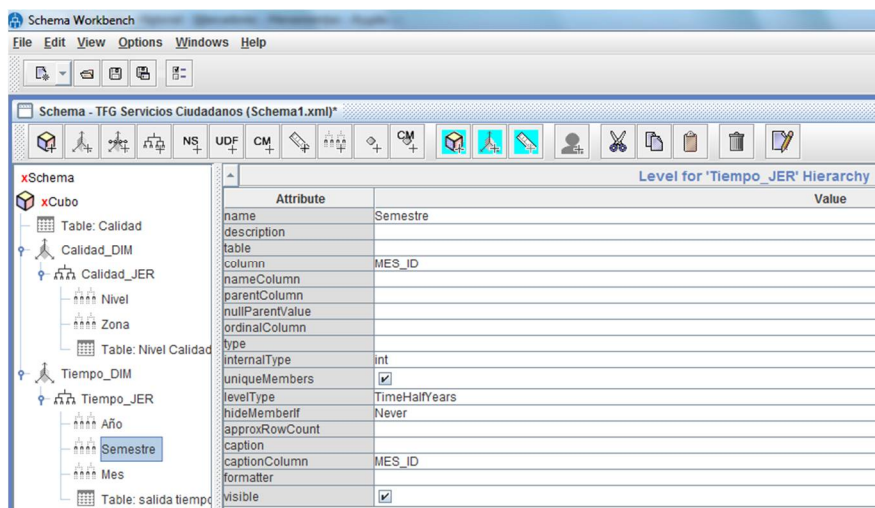 Schema Workbench
File Edit View Options Windows Help
Schema - TFG Servicios Ciudadanos (Schema1.xml)*
NS UDF CM CM
xSchema
xCubo
Table: Calidad
Calidad_DIM
Calidad_JER
Nivel
Zona
Table: Nivel Calidad
Tiempo_DIM
Tiempo_JER
Año
Semestre
Mes
Table: salida tiempo
Level for 'Tiempo_JER' Hierarchy
Attribute Value
name Semestre
description
table
column MES_ID
nameColumn
parentColumn
nullParentValue
ordinalColumn
type
internalType int
uniqueMembers
levelType TimeHalfYears
hideMemberIf Never
approxRowCount
caption
captionColumn MES_ID
formatter
visible